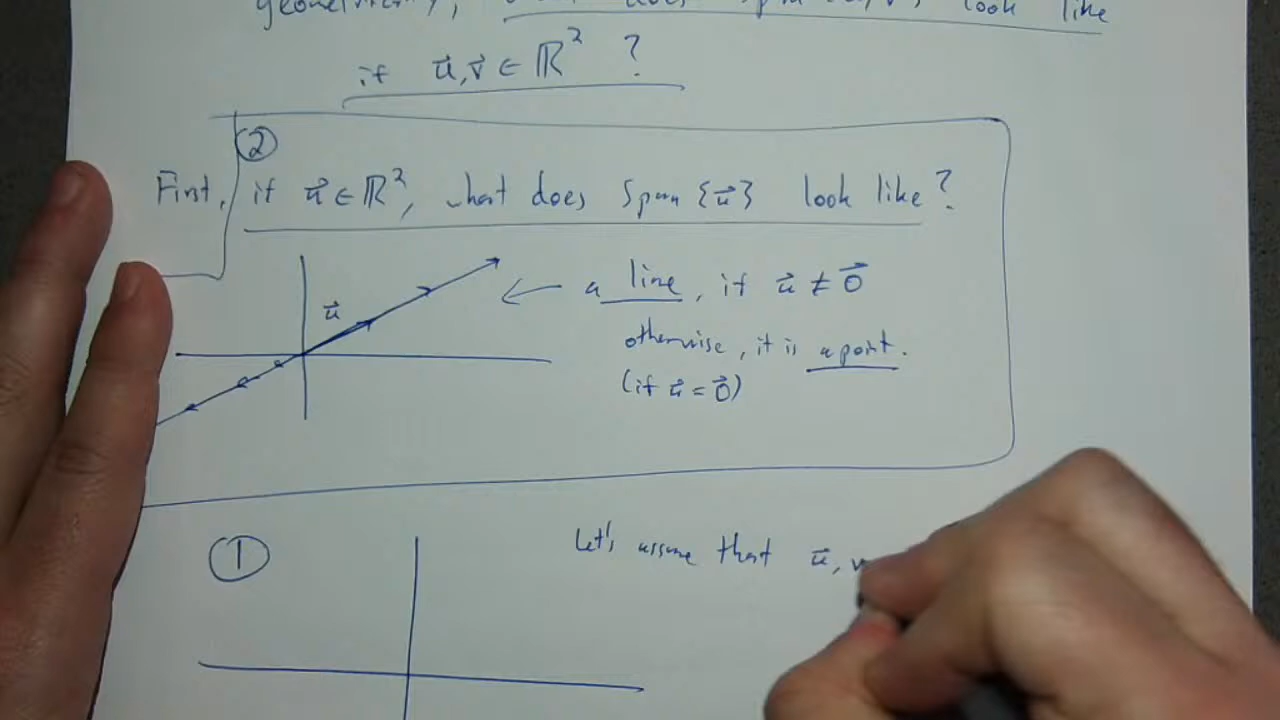 geometrically, look like
if u⃗, v⃗ ∈ ℝ² ?
②
First, if u⃗ ∈ ℝ², what does Span {u⃗} look like?
u⃗
a line, if u⃗ ≠ 0⃗
otherwise, it is a point.
(if u⃗ = 0⃗)
①
Let's assume that u⃗, v